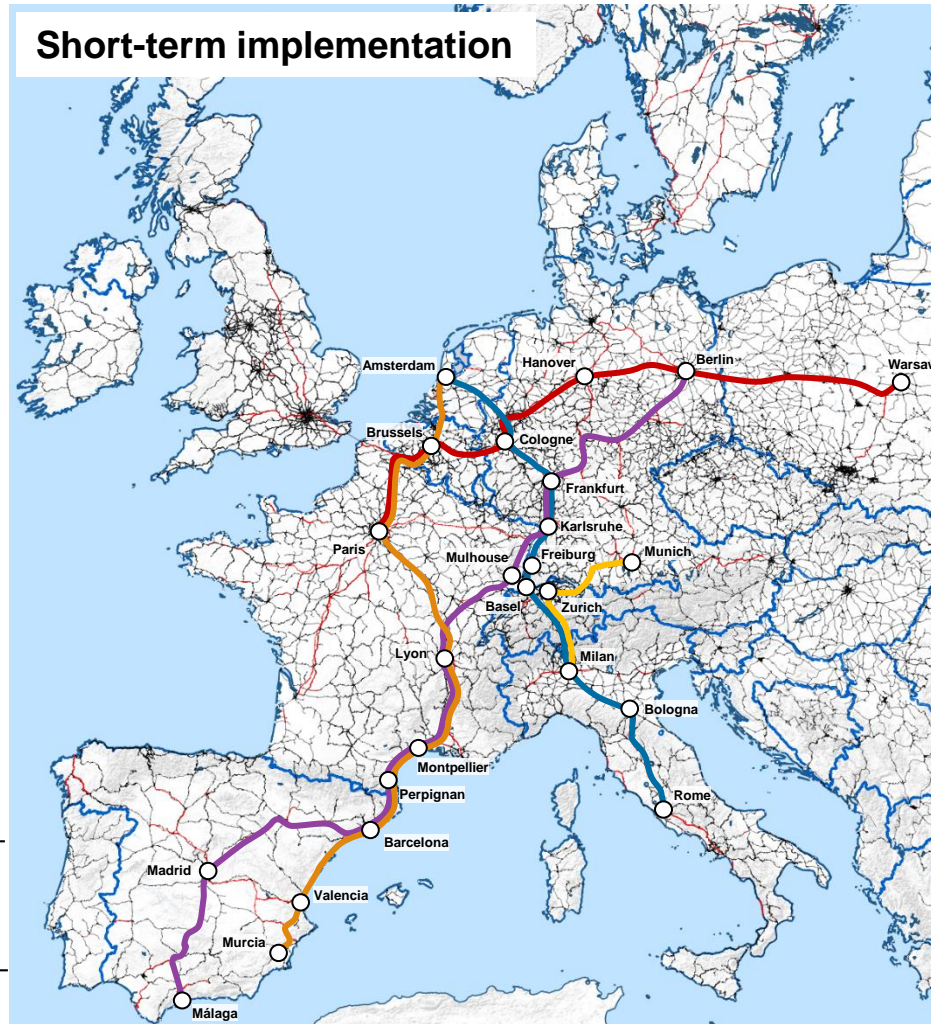 Short-term implementation
Amsterdam
Hanover
Berlin
Warsaw
Brussels
Cologne
Frankfurt
Paris
Karlsruhe
Mulhouse
Freiburg
Munich
Basel
Zurich
Lyon
Milan
Bologna
Montpellier
Perpignan
Rome
Barcelona
Madrid
Valencia
Murcia
Málaga